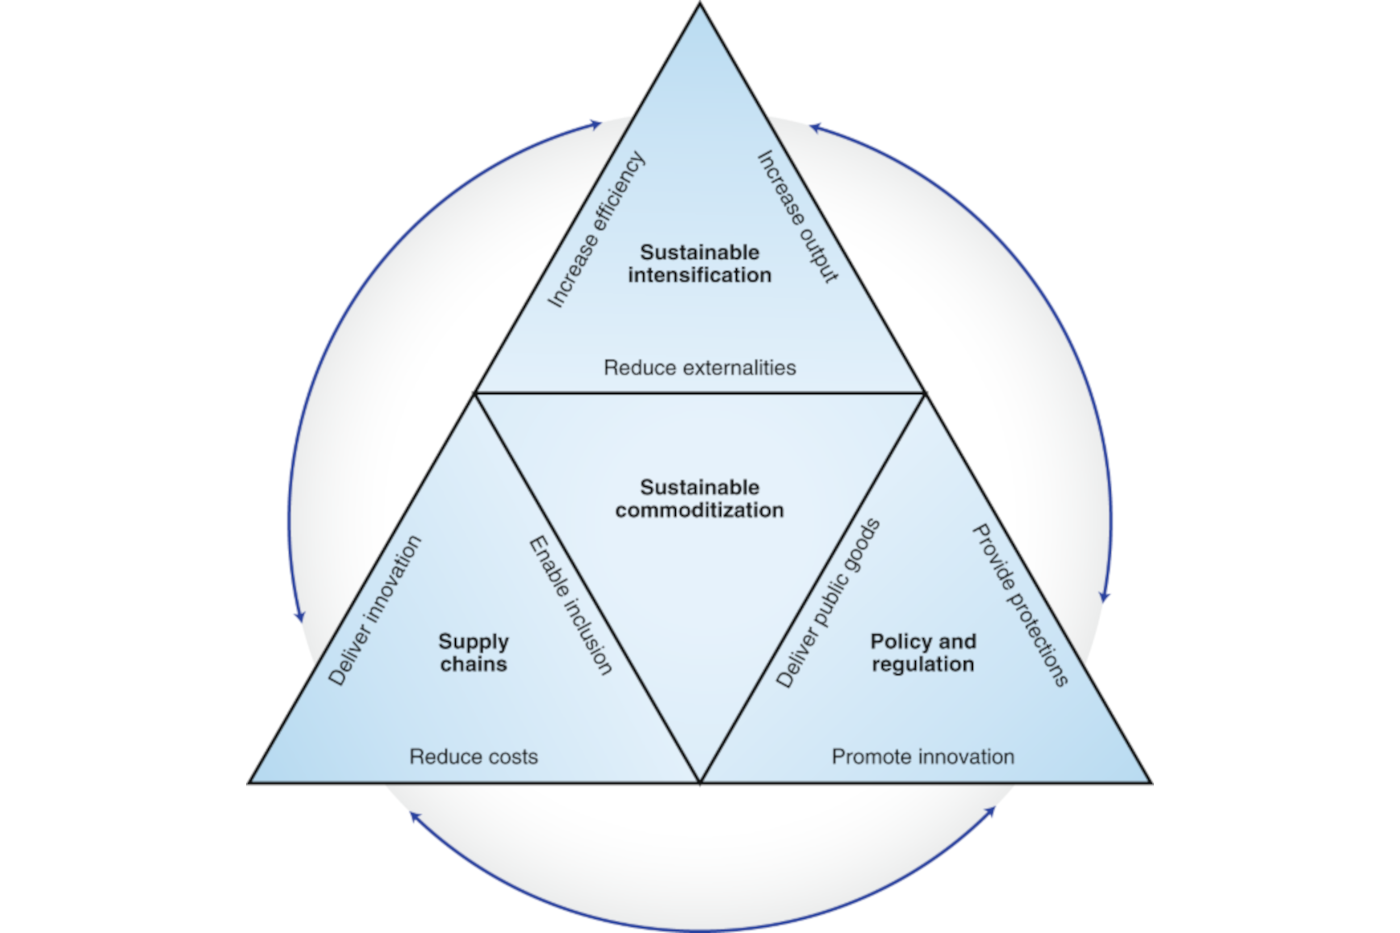 Increase efficiency
Increase output
Sustainable
intensification
Reduce externalities
Sustainable
commoditization
Deliver innovation
Enable inclusion
Supply
chains
Reduce costs
Deliver public goods
Provide protections
Policy and
regulation
Promote innovation